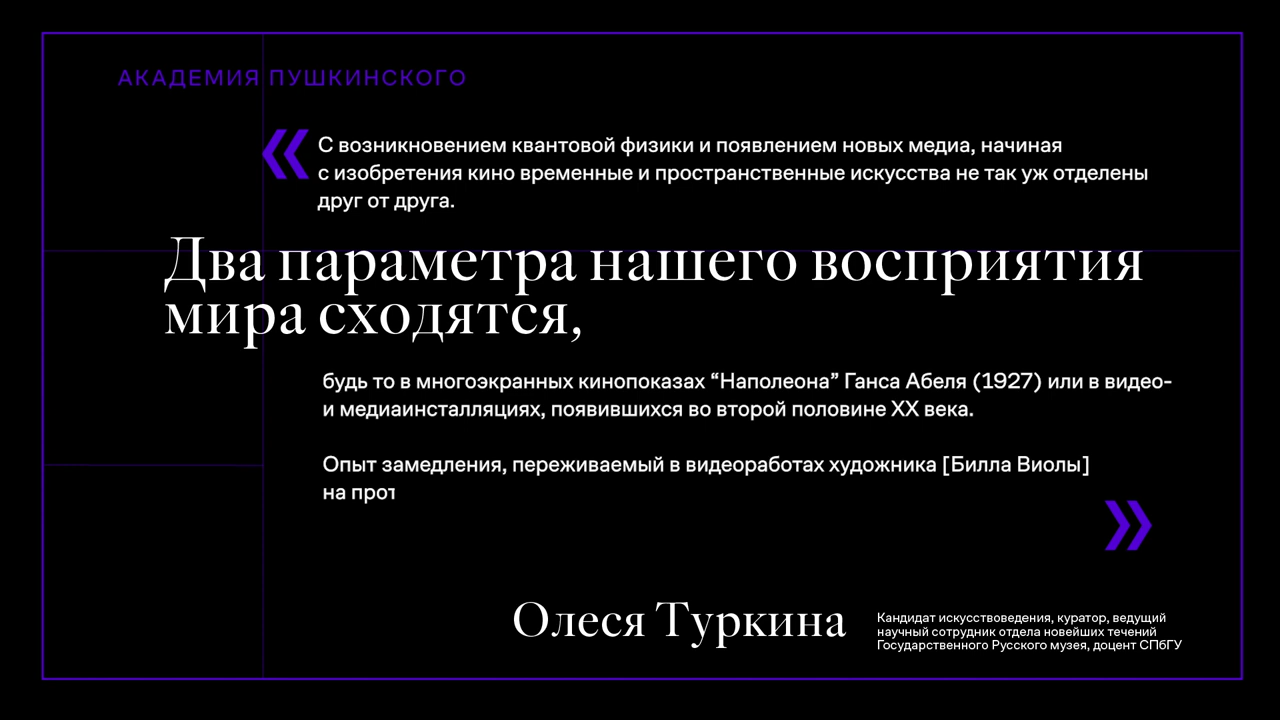 АКАДЕМИЯ ПУШКИНСКОГО
« С возникновением квантовой физики и появлением новых медиа, начиная
с изобретения кино временные и пространственные искусства не так уж отделены
друг от друга.
Два параметра нашего восприятия
мира сходятся,
будь то в многоэкранных кинопоказах “Наполеона” Ганса Абеля (1927) или в видео-
и медиаинсталляциях, появившихся во второй половине XX века.
Опыт замедления, переживаемый в видеоработах художника [Билла Виолы]
на прот
»
Олеся Туркина
Кандидат искусствоведения, куратор, ведущий
научный сотрудник отдела новейших течений
Государственного Русского музея, доцент СПбГУ